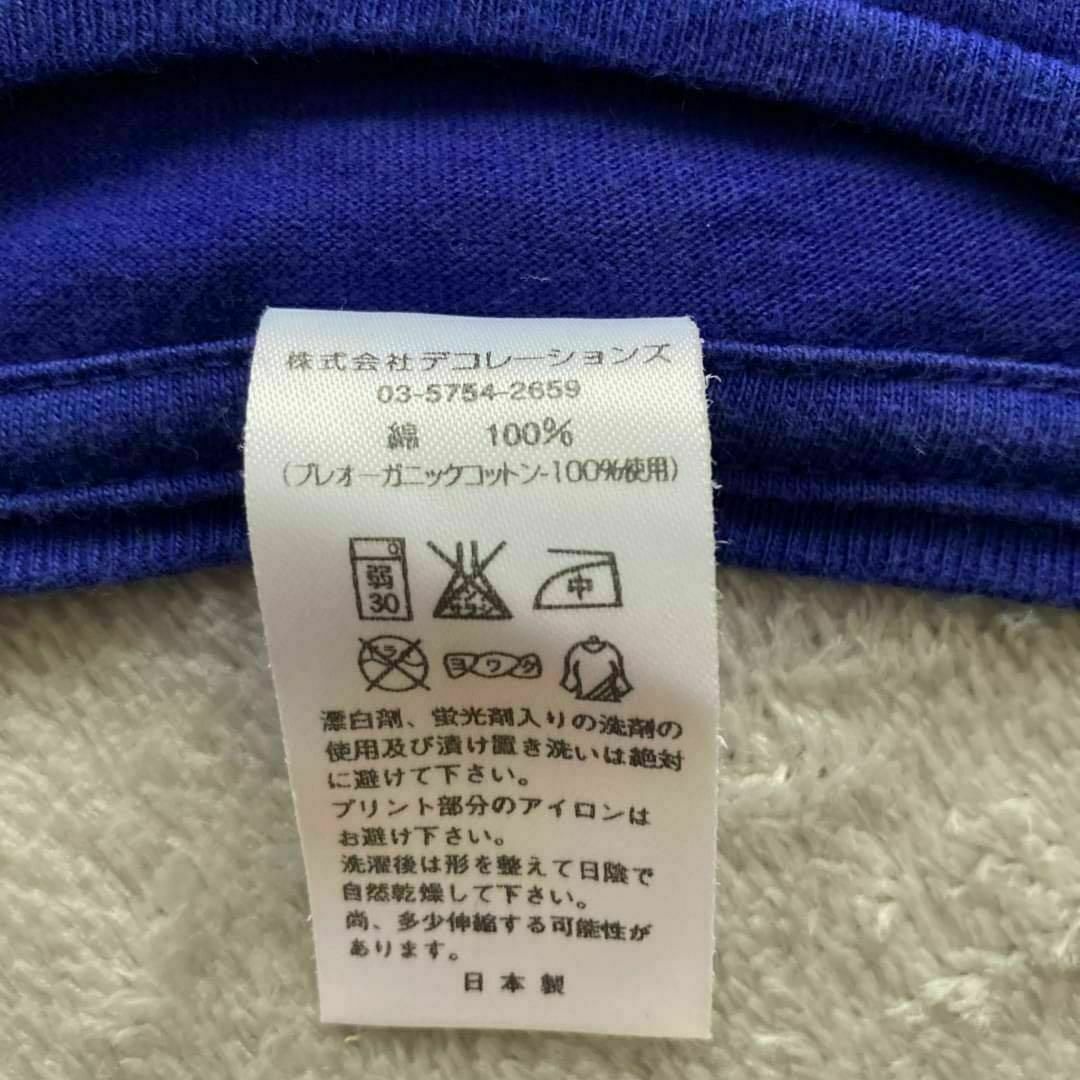 株式会社デコレーションズ
03-5754-2659
綿 100%
(プレオーガニックコットン-100%使用)
弱
30
エンソ
サラシ
中
ドライ
ヨワク
漂白剤、蛍光剤入りの洗剤の
使用及び漬け置き洗いは絶対
に避けて下さい。
プリント部分のアイロンは
お避け下さい。
洗濯後は形を整えて日陰で
自然乾燥して下さい。
尚、多少伸縮する可能性が
あります。
日本製